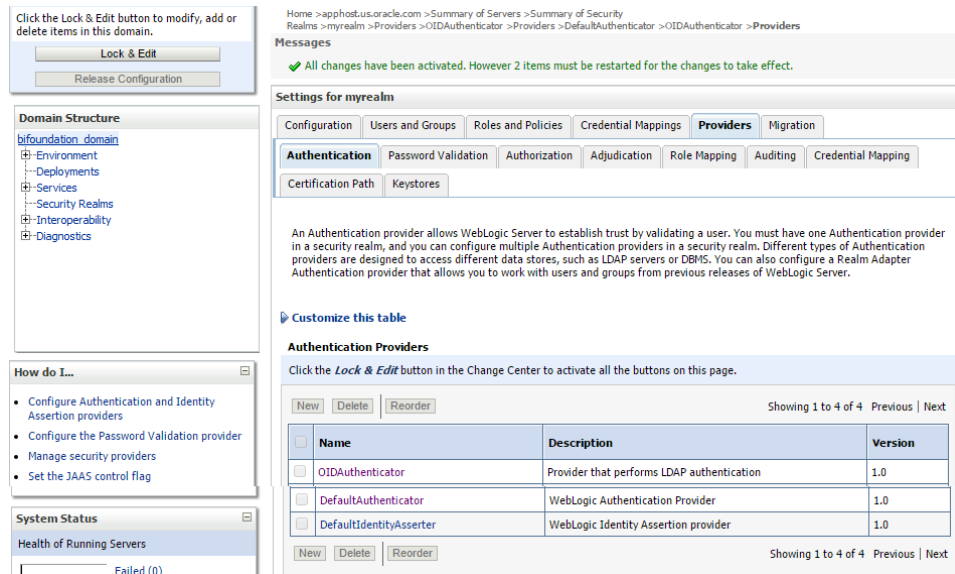 Click the Lock & Edit button to modify, add or
delete items in this domain.
Lock & Edit
Release Configuration
Domain Structure
bifoundation_domain
Environment
Deployments
Services
Security Realms
Interoperability
Diagnostics
How do I...
Configure Authentication and Identity
Assertion providers
Configure the Password Validation provider
Manage security providers
Set the JAAS control flag
System Status
Health of Running Servers
Failed (0)
Home >apphost.us.oracle.com >Summary of Servers >Summary of Security
Realms >myrealm >Providers >OIDAuthenticator >Providers >DefaultAuthenticator >OIDAuthenticator >Providers
Messages
All changes have been activated. However 2 items must be restarted for the changes to take effect.
Settings for myrealm
Configuration Users and Groups Roles and Policies Credential Mappings Providers Migration
Authentication Password Validation Authorization Adjudication Role Mapping Auditing Credential Mapping
Certification Path Keystores
An Authentication provider allows WebLogic Server to establish trust by validating a user. You must have one Authentication provider
in a security realm, and you can configure multiple Authentication providers in a security realm. Different types of Authentication
providers are designed to access different data stores, such as LDAP servers or DBMS. You can also configure a Realm Adapter
Authentication provider that allows you to work with users and groups from previous releases of WebLogic Server.
Customize this table
Authentication Providers
Click the Lock & Edit button in the Change Center to activate all the buttons on this page.
New Delete Reorder Showing 1 to 4 of 4 Previous | Next
Name Description Version
OIDAuthenticator Provider that performs LDAP authentication 1.0
DefaultAuthenticator WebLogic Authentication Provider 1.0
DefaultIdentityAsserter WebLogic Identity Assertion provider 1.0
New Delete Reorder Showing 1 to 4 of 4 Previous | Next